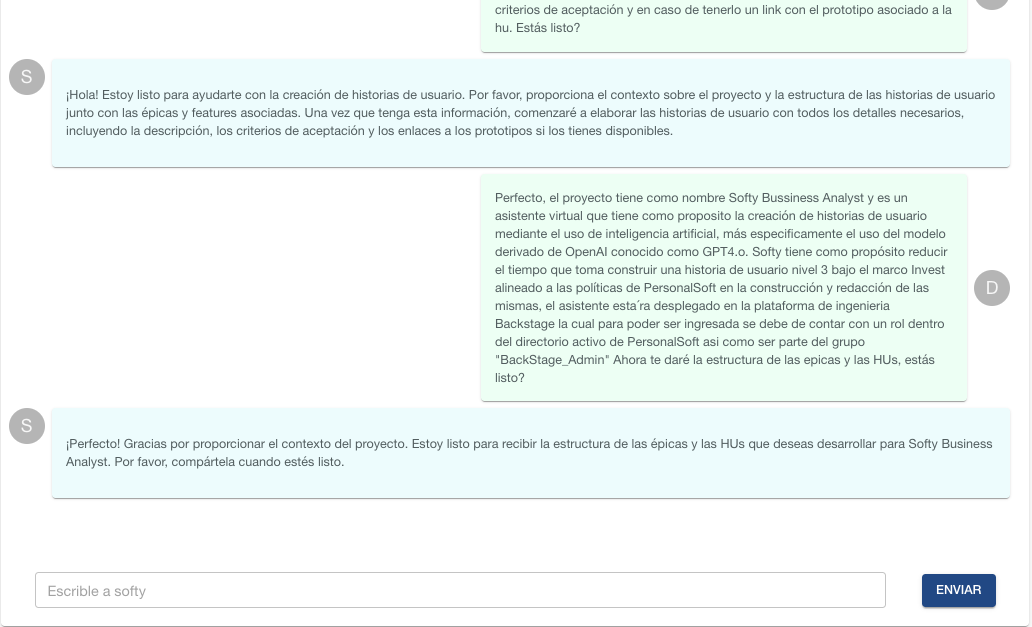 criterios de aceptación y en caso de tenerlo un link con el prototipo asociado a la
hu. Estás listo?
S
¡Hola! Estoy listo para ayudarte con la creación de historias de usuario. Por favor, proporciona el contexto sobre el proyecto y la estructura de las historias de usuario
junto con las épicas y features asociadas. Una vez que tenga esta información, comenzaré a elaborar las historias de usuario con todos los detalles necesarios,
incluyendo la descripción, los criterios de aceptación y los enlaces a los prototipos si los tienes disponibles.
Perfecto, el proyecto tiene como nombre Softy Bussiness Analyst y es un
asistente virtual que tiene como proposito la creación de historias de usuario
mediante el uso de inteligencia artificial, más especificamente el uso del modelo
derivado de OpenAI conocido como GPT4.o. Softy tiene como propósito reducir
el tiempo que toma construir una historia de usuario nivel 3 bajo el marco Invest
alineado a las políticas de PersonalSoft en la construcción y redacción de las
mismas, el asistente esta´ra desplegado en la plataforma de ingenieria
Backstage la cual para poder ser ingresada se debe de contar con un rol dentro
del directorio activo de PersonalSoft asi como ser parte del grupo
"BackStage_Admin" Ahora te daré la estructura de las epicas y las HUs, estás
listo?
D
S
¡Perfecto! Gracias por proporcionar el contexto del proyecto. Estoy listo para recibir la estructura de las épicas y las HUs que deseas desarrollar para Softy Business
Analyst. Por favor, compártela cuando estés listo.
Escrible a softy
ENVIAR